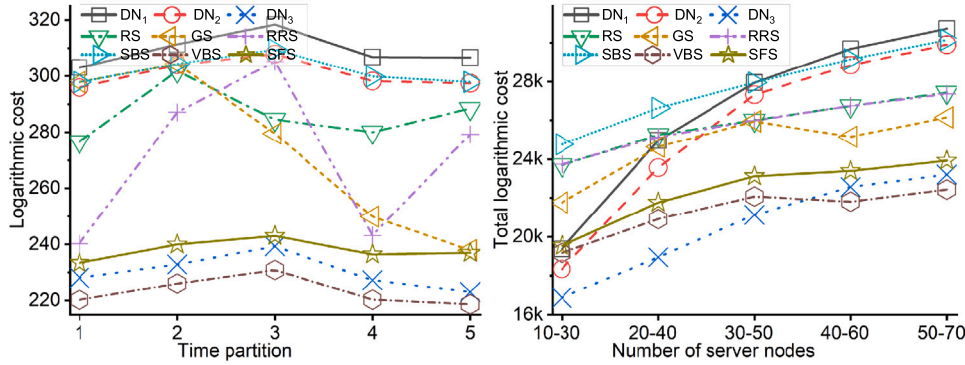 DN₁ DN₂ DN₃
RS GS RRS
SBS VBS SFS
Logarithmic cost
320
300
280
260
240
220
1 2 3 4 5
Time partition
DN₁ DN₂ DN₃
RS GS RRS
SBS VBS SFS
Total logarithmic cost
28k
24k
20k
16k
10-30 20-40 30-50 40-60 50-70
Number of server nodes